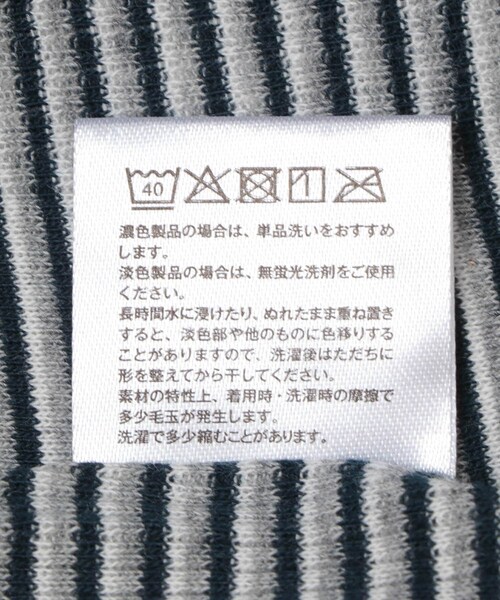 40
濃色製品の場合は、単品洗いをおすすめ
します。
淡色製品の場合は、無蛍光洗剤をご使用
ください。
長時間水に浸けたり、ぬれたまま重ね置き
すると、淡色部や他のものに色移りする
ことがありますので、洗濯後はただちに
形を整えてから干してください。
素材の特性上、着用時・洗濯時の摩擦で
多少毛玉が発生します。
洗濯で多少縮むことがあります。